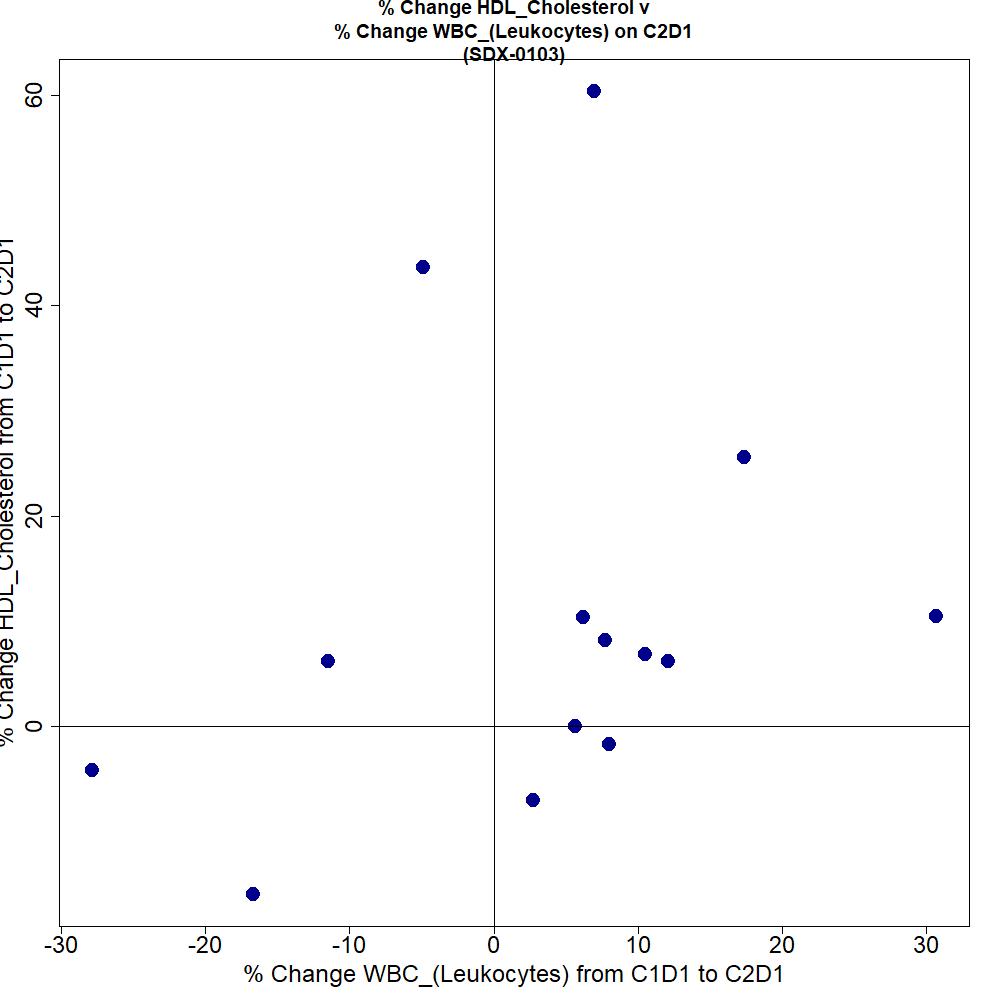 % Change HDL_Cholesterol v
% Change WBC_(Leukocytes) on C2D1
(SDX-0103)
% Change HDL_Cholesterol from C1D1 to C2D1
60
40
20
0
-30 -20 -10 0 10 20 30
% Change WBC_(Leukocytes) from C1D1 to C2D1